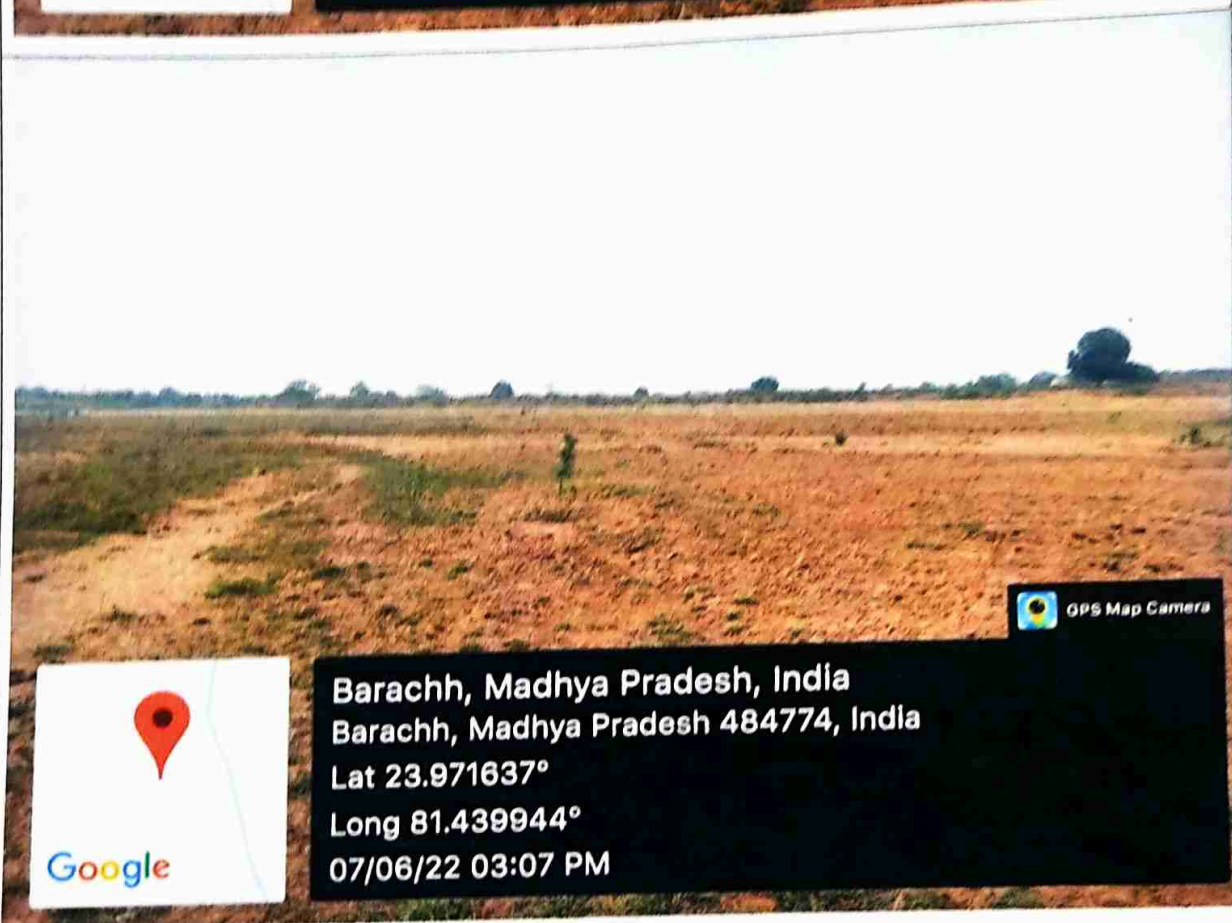 GPS Map Camera
Barachh, Madhya Pradesh, India
Barachh, Madhya Pradesh 484774, India
Lat 23.971637°
Long 81.439944°
07/06/22 03:07 PM
Google